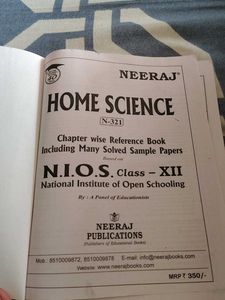 NEERAJ®
HOME SCIENCE
N-321
Chapter wise Reference Book
Including Many Solved Sample Papers
Based on
N.I.O.S. Class – XII
National Institute of Open Schooling
By : A Panel of Educationists
NEERAJ
PUBLICATIONS
(Publishers of Educational Books)
Mob.: 8510009872, 8510009878 E-mail: info@neerajbooks.com
Website: www.neerajbooks.com
MRP ₹ 350/-